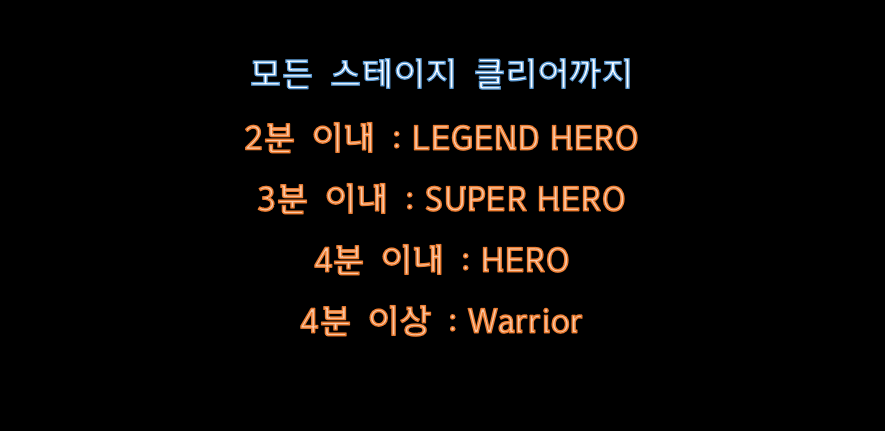 모든 스테이지 클리어까지
2분 이내 : LEGEND HERO
3분 이내 : SUPER HERO
4분 이내 : HERO
4분 이상 : Warrior